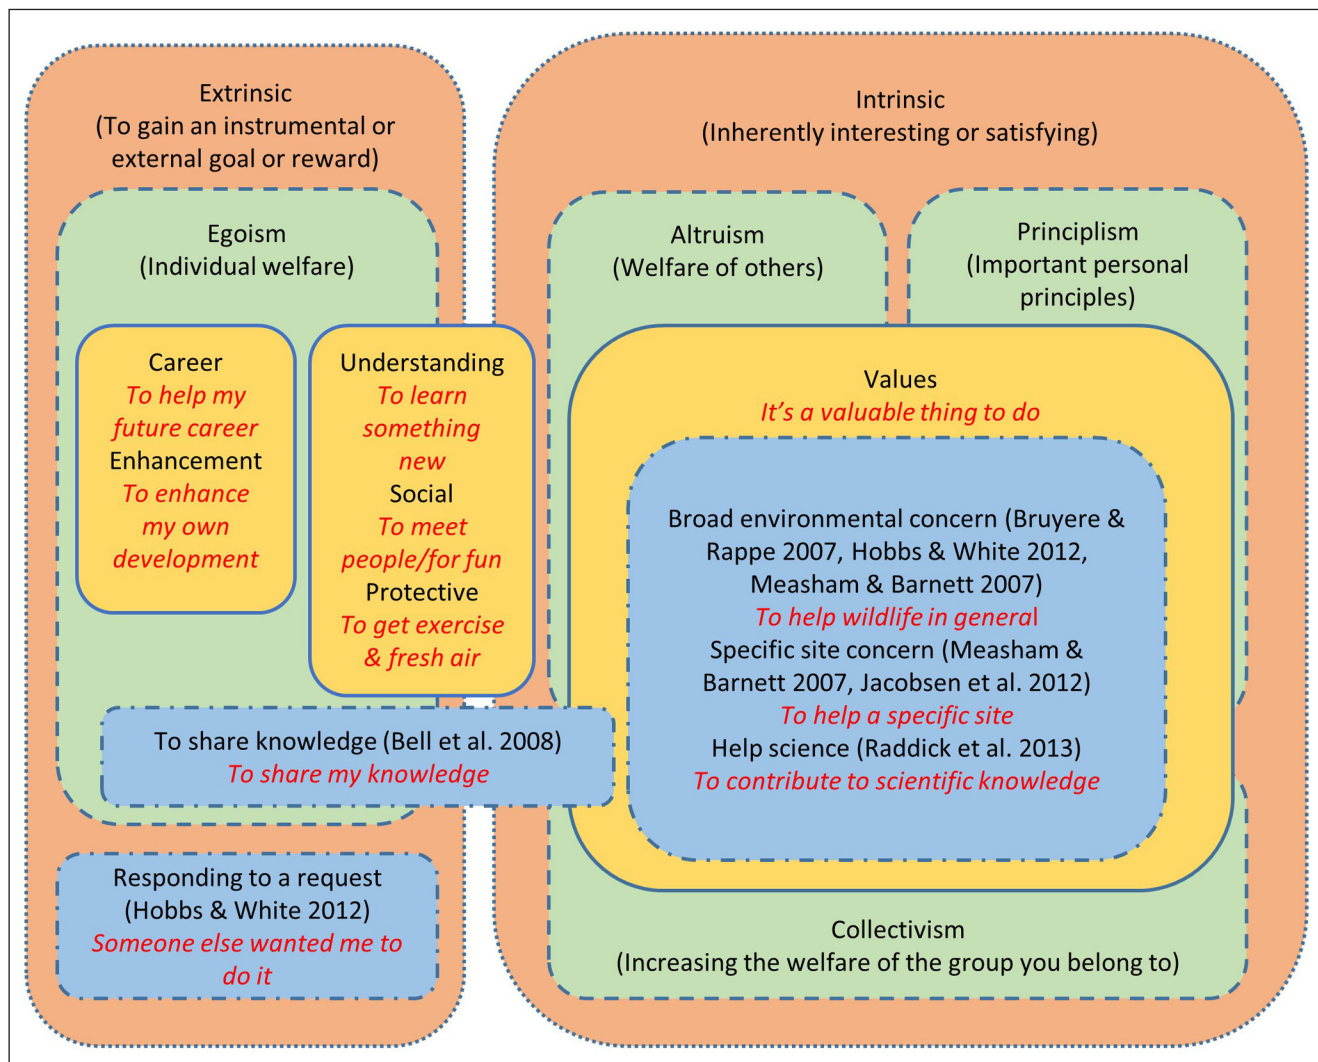 Extrinsic
(To gain an instrumental or
external goal or reward)
Egoism
(Individual welfare)
Career
To help my
future career
Enhancement
To enhance
my own
development
Understanding
To learn
something
new
Social
To meet
people/for fun
Protective
To get exercise
& fresh air
To share knowledge (Bell et al. 2008)
To share my knowledge
Responding to a request
(Hobbs & White 2012)
Someone else wanted me to
do it
Intrinsic
(Inherently interesting or satisfying)
Altruism
(Welfare of others)
Principlism
(Important personal
principles)
Values
It's a valuable thing to do
Broad environmental concern (Bruyere &
Rappe 2007, Hobbs & White 2012,
Measham & Barnett 2007)
To help wildlife in general
Specific site concern (Measham &
Barnett 2007, Jacobsen et al. 2012)
To help a specific site
Help science (Raddick et al. 2013)
To contribute to scientific knowledge
Collectivism
(Increasing the welfare of the group you belong to)